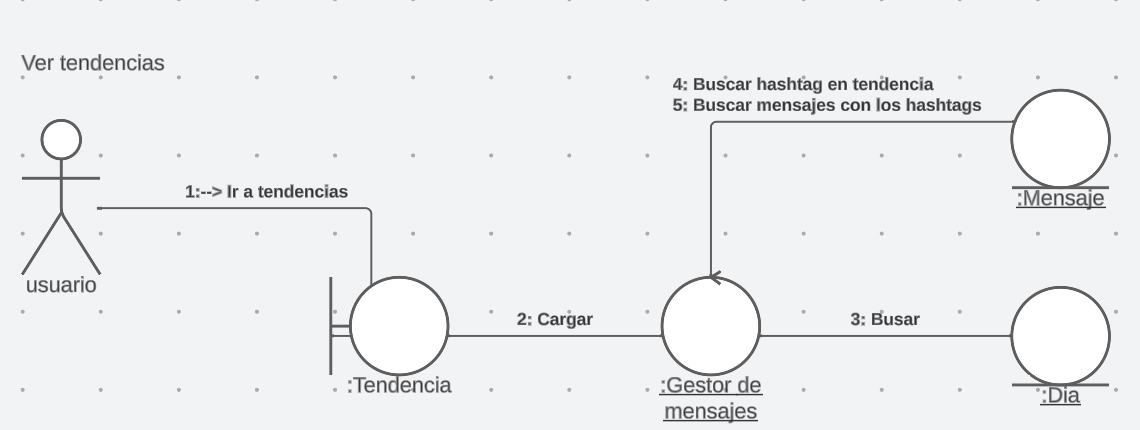 Ver tendencias
4: Buscar hashtag en tendencia
5: Buscar mensajes con los hashtags
:Mensaje
1:--> Ir a tendencias
usuario
2: Cargar
3: Busar
:Tendencia
:Gestor de
mensajes
:Dia